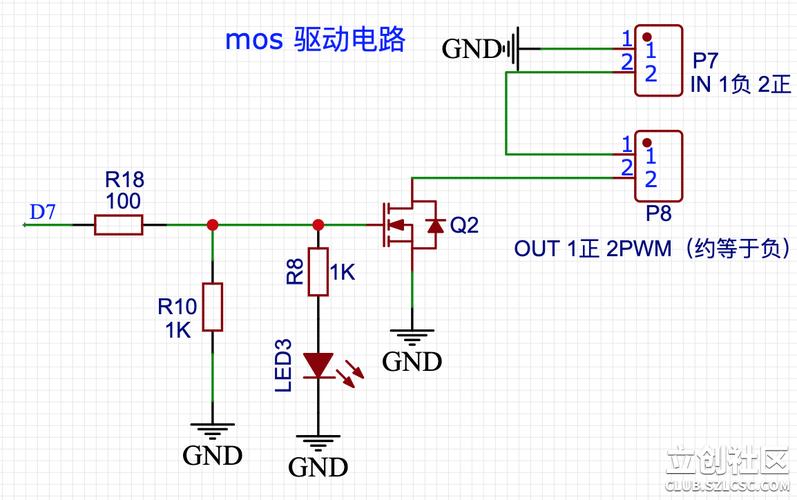 mos 驱动电路
GND
1
2
1
2
P7
IN 1负 2正
1
2
1
2
P8
OUT 1正 2PWM（约等于负）
D7
R18
100
R10
1K
GND
R8
1K
LED3
GND
Q2
GND
立创社区
CLUB.SZLCSC.COM